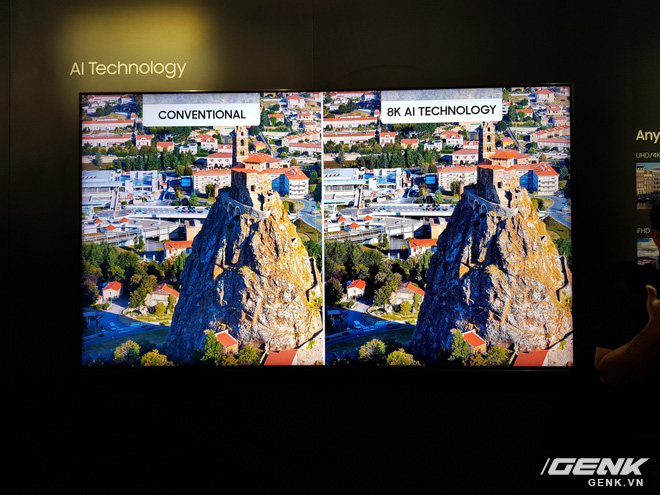 AI Technology
CONVENTIONAL
8K AI TECHNOLOGY
Any
UHD/4K
FHD
GENK
GENK.VN